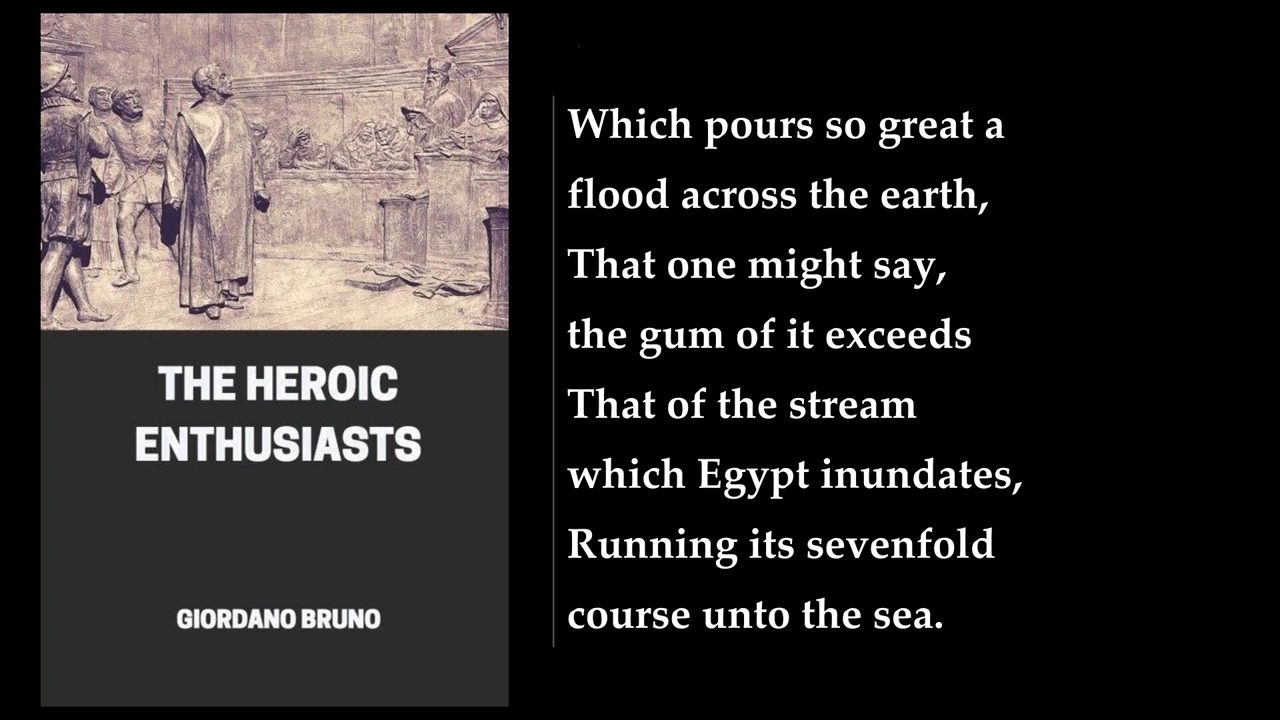 THE HEROIC
ENTHUSIASTS
GIORDANO BRUNO
Which pours so great a
flood across the earth,
That one might say,
the gum of it exceeds
That of the stream
which Egypt inundates,
Running its sevenfold
course unto the sea.